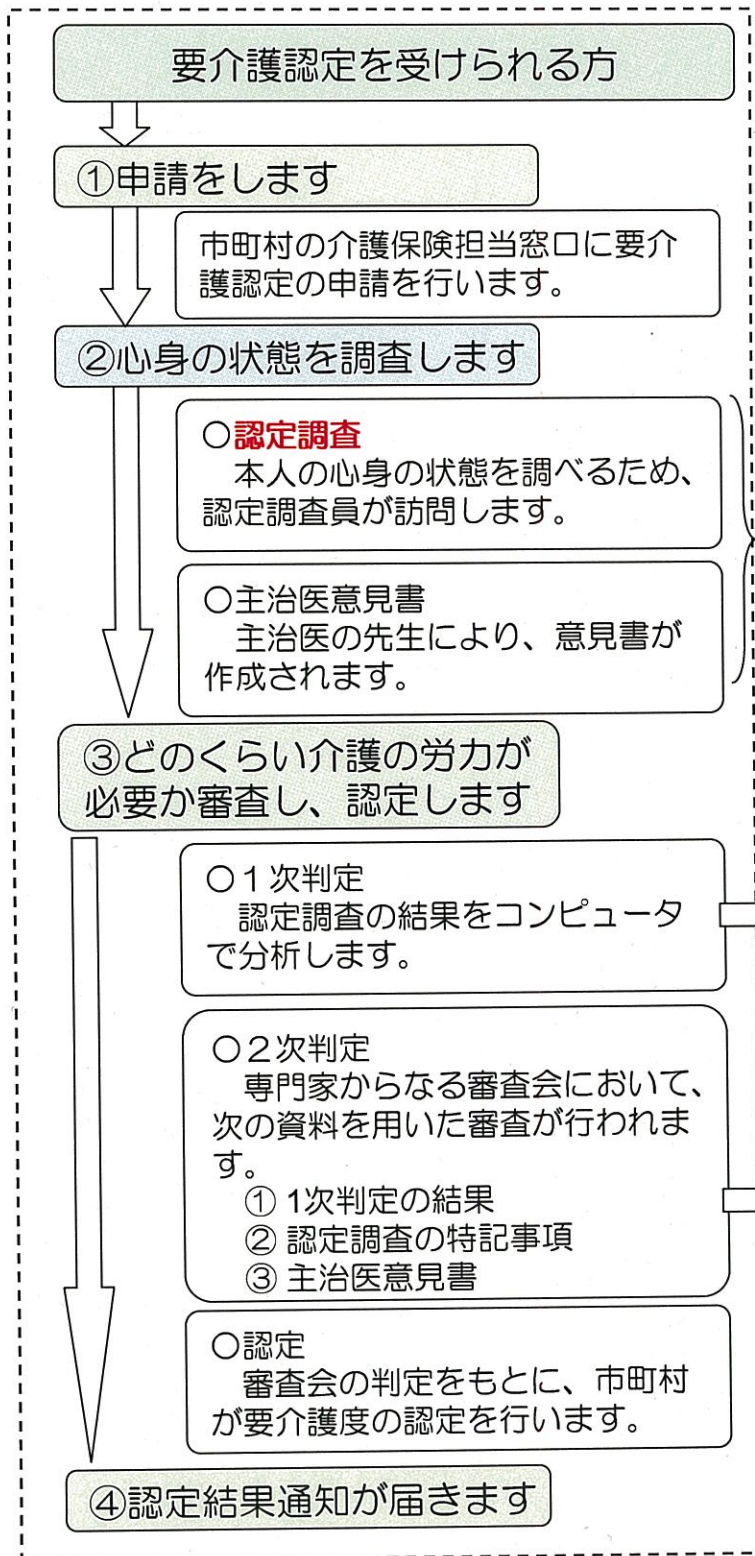 要介護認定を受けられる方
①申請をします
市町村の介護保険担当窓口に要介
護認定の申請を行います。
②心身の状態を調査します
○認定調査
本人の心身の状態を調べるため、
認定調査員が訪問します。
○主治医意見書
主治医の先生により、意見書が
作成されます。
③どのくらい介護の労力が
必要か審査し、認定します
○1次判定
認定調査の結果をコンピュータ
で分析します。
○2次判定
専門家からなる審査会において、
次の資料を用いた審査が行われま
す。
① 1次判定の結果
② 認定調査の特記事項
③ 主治医意見書
○認定
審査会の判定をもとに、市町村
が要介護度の認定を行います。
④認定結果通知が届きます